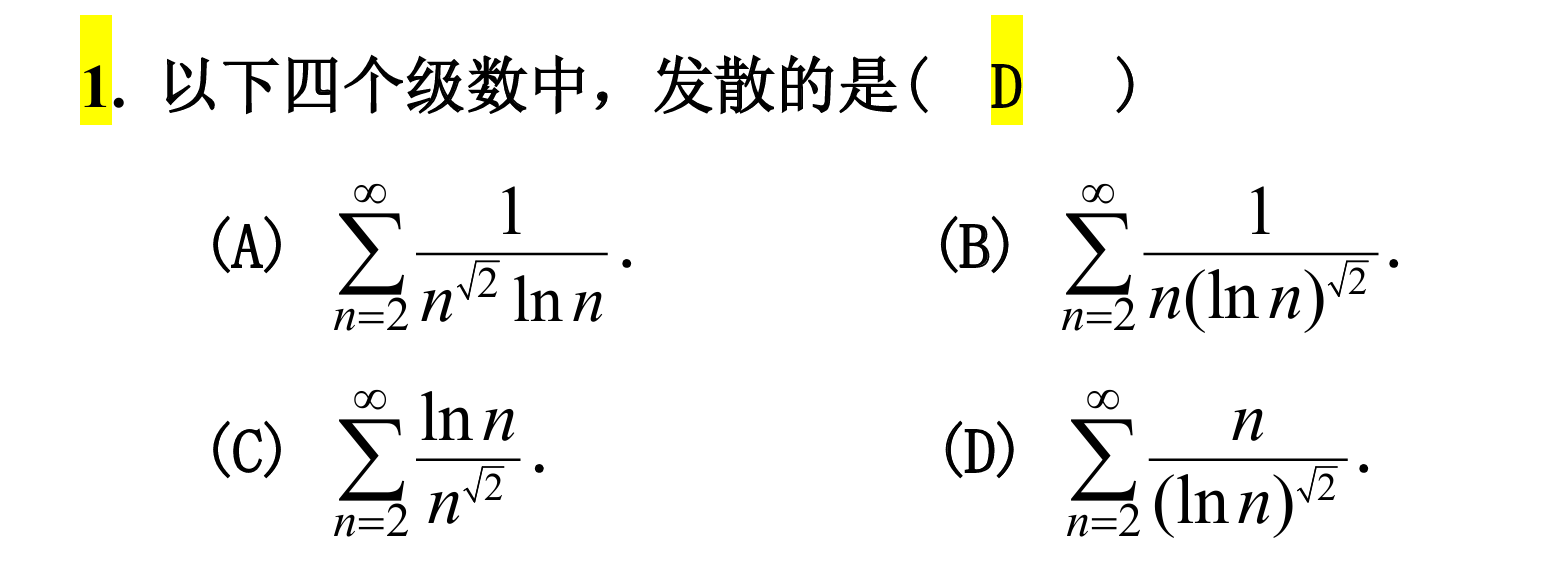 1. 以下四个级数中，发散的是( D )
(A) $\sum_{n=2}^{\infty} \frac{1}{n^{\sqrt{2}} \ln n}$. (B) $\sum_{n=2}^{\infty} \frac{1}{n(\ln n)^{\sqrt{2}}}$.
(C) $\sum_{n=2}^{\infty} \frac{\ln n}{n^{\sqrt{2}}}$. (D) $\sum_{n=2}^{\infty} \frac{n}{(\ln n)^{\sqrt{2}}}$.